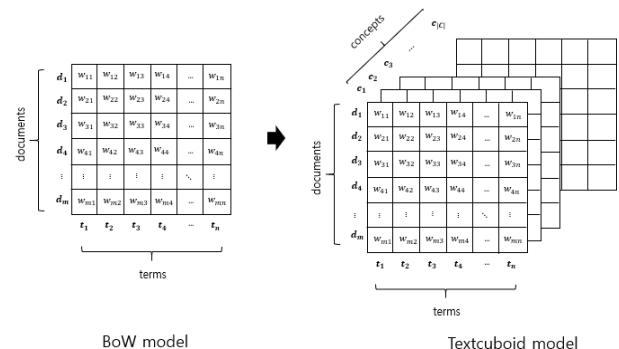 documents
d₁ w₁₁ w₁₂ w₁₃ w₁₄ ... w₁ₙ
d₂ w₂₁ w₂₂ w₂₃ w₂₄ ... w₂ₙ
d₃ w₃₁ w₃₂ w₃₃ w₃₄ ... w₃ₙ
d₄ w₄₁ w₄₂ w₄₃ w₄₄ ... w₄ₙ
⋮ ⋮ ⋮ ⋮ ⋮ ⋱ ⋮
dₘ wₘ₁ wₘ₂ wₘ₃ wₘ₄ ... wₘₙ
t₁ t₂ t₃ t₄ ... tₙ
terms
BoW model
concepts
c₁ c₂ c₃ ... c|C|
documents
d₁ w₁₁ w₁₂ w₁₃ w₁₄ ... w₁ₙ
d₂ w₂₁ w₂₂ w₂₃ w₂₄ ... w₂ₙ
d₃ w₃₁ w₃₂ w₃₃ w₃₄ ... w₃ₙ
d₄ w₄₁ w₄₂ w₄₃ w₄₄ ... w₄ₙ
⋮ ⋮ ⋮ ⋮ ⋮ ⋱ ⋮
dₘ wₘ₁ wₘ₂ wₘ₃ wₘ₄ ... wₘₙ
t₁ t₂ t₃ t₄ ... tₙ
terms
Textcuboid model